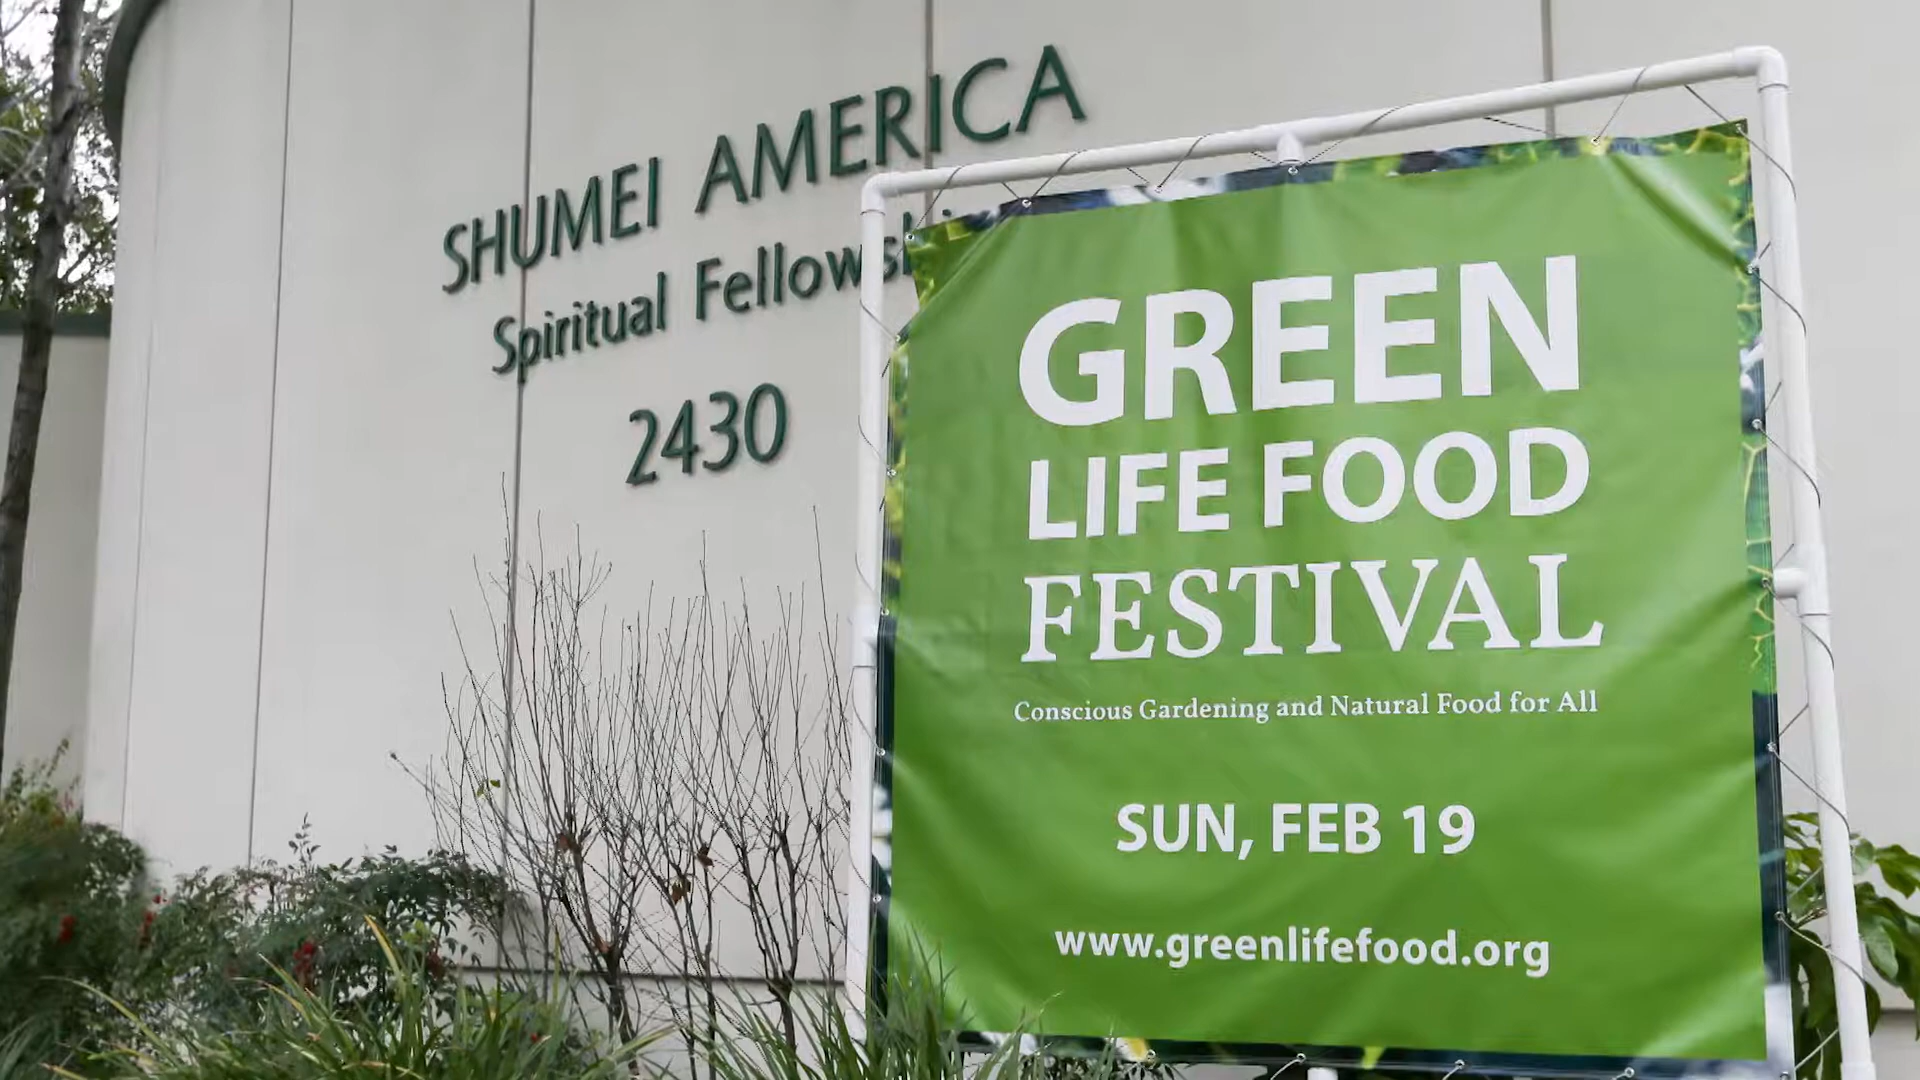 SHUMEI AMERICA
Spiritual
2430
GREEN
LIFE FOOD
FESTIVAL
Conscious Gardening and Natural Food for All
SUN, FEB 19
www.greenlifefood.org